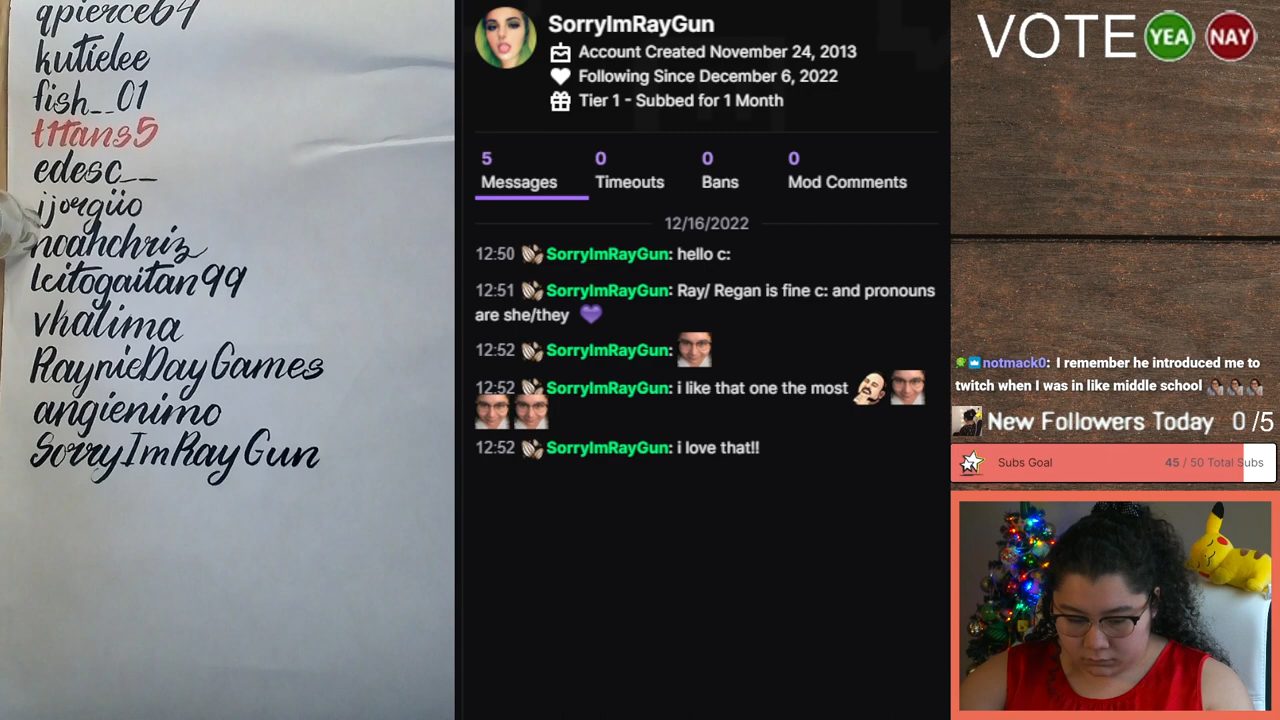 qpierce64
kutielee
fish__01
t1tans5
edesc__
ijorgüo
noahchriz
leitogaitan99
vhalima
RaynieDayGames
angienimo
SorryImRayGun
SorryImRayGun
Account Created November 24, 2013
Following Since December 6, 2022
Tier 1 - Subbed for 1 Month
5
Messages
0
Timeouts
0
Bans
0
Mod Comments
12/16/2022
12:50 SorryImRayGun: hello c:
12:51 SorryImRayGun: Ray/ Regan is fine c: and pronouns
are she/they
12:52 SorryImRayGun:
12:52 SorryImRayGun: i like that one the most
12:52 SorryImRayGun: i love that!!
VOTE YEA NAY
notmack0: I remember he introduced me to
twitch when I was in like middle school
New Followers Today 0 /5
Subs Goal 45 / 50 Total Subs